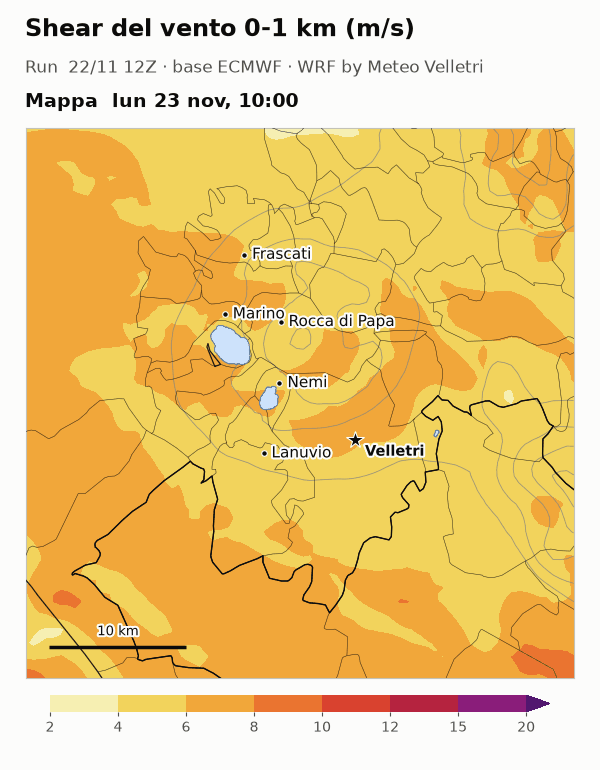 Shear del vento 0-1 km (m/s)
Run  22/11 12Z · base ECMWF · WRF by Meteo Velletri
Mappa  lun 23 nov, 10:00
Frascati
Marino
Rocca di Papa
Nemi
Velletri
Lanuvio
10 km
2 4 6 8 10 12 15 20